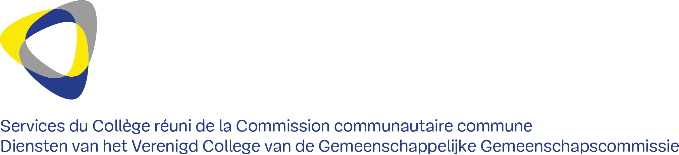 Services du Collège réuni de la Commission communautaire commune
Diensten van het Verenigd College van de Gemeenschappelijke Gemeenschapscommissie